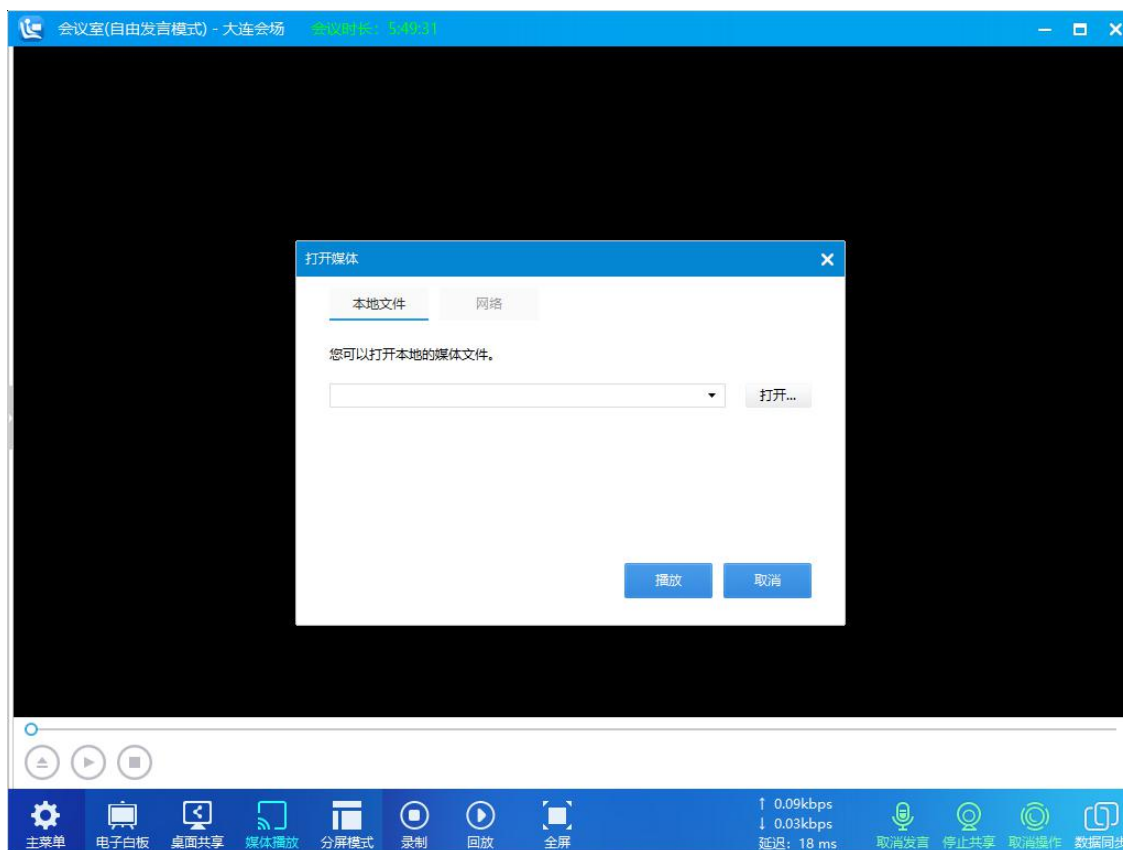 会议室(自由发言模式) - 大连会场 会议时长：5:49:31
打开媒体
本地文件 网络
您可以打开本地的媒体文件。
打开...
播放 取消
↑ 0.09kbps
↓ 0.03kbps
延迟：18 ms
主菜单 电子白板 桌面共享 媒体播放 分屏模式 录制 回放 全屏 取消发言 停止共享 取消操作 数据同步